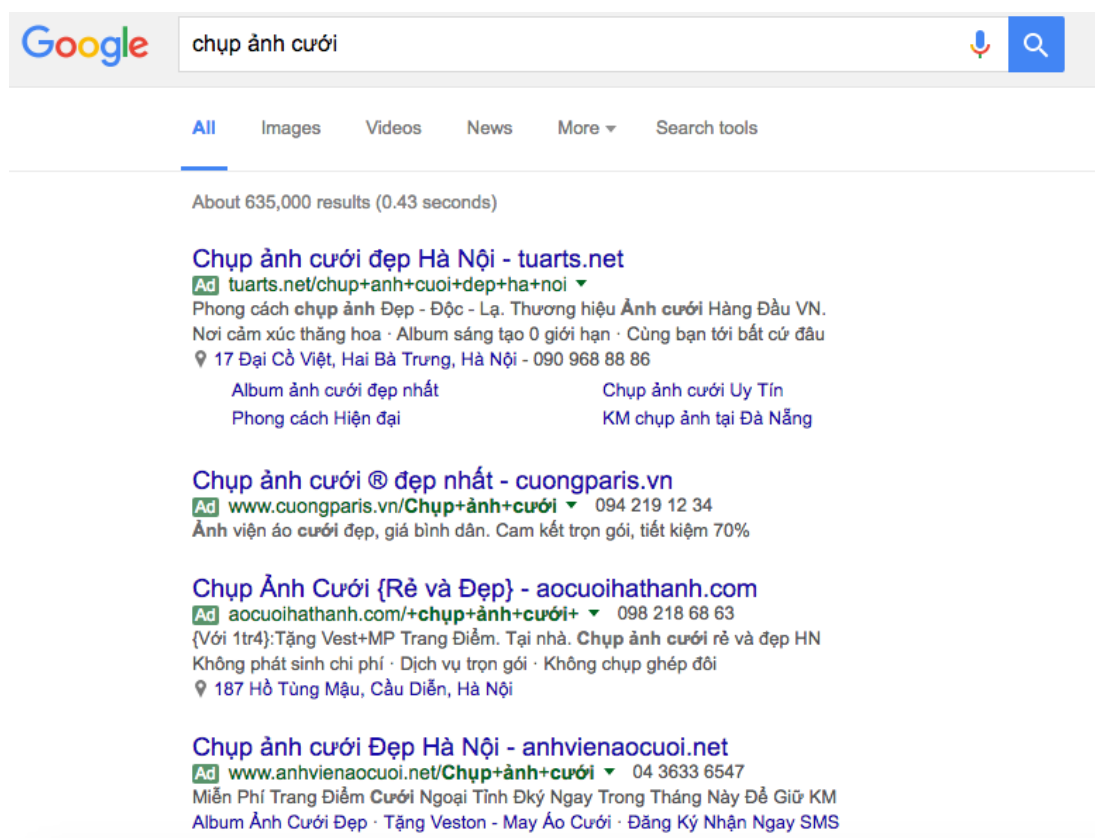 Google
chụp ảnh cưới
All Images Videos News More Search tools
About 635,000 results (0.43 seconds)
Chụp ảnh cưới đẹp Hà Nội - tuarts.net
Ad tuarts.net/chup+anh+cuoi+dep+ha+noi
Phong cách chụp ảnh Đẹp - Độc - Lạ. Thương hiệu Ảnh cưới Hàng Đầu VN.
Nơi cảm xúc thăng hoa · Album sáng tạo 0 giới hạn · Cùng bạn tới bất cứ đâu
17 Đại Cồ Việt, Hai Bà Trưng, Hà Nội - 090 968 88 86
Album ảnh cưới đẹp nhất Chụp ảnh cưới Uy Tín
Phong cách Hiện đại KM chụp ảnh tại Đà Nẵng
Chụp ảnh cưới ® đẹp nhất - cuongparis.vn
Ad www.cuongparis.vn/Chụp+ảnh+cưới 094 219 12 34
Ảnh viện áo cưới đẹp, giá bình dân. Cam kết trọn gói, tiết kiệm 70%
Chụp Ảnh Cưới {Rẻ và Đẹp} - aocuoihathanh.com
Ad aocuoihathanh.com/+chụp+ảnh+cưới+ 098 218 68 63
{Với 1tr4}:Tặng Vest+MP Trang Điểm. Tại nhà. Chụp ảnh cưới rẻ và đẹp HN
Không phát sinh chi phí · Dịch vụ trọn gói · Không chụp ghép đôi
187 Hồ Tùng Mậu, Cầu Diễn, Hà Nội
Chụp ảnh cưới Đẹp Hà Nội - anhvienaocuoi.net
Ad www.anhvienaocuoi.net/Chụp+ảnh+cưới 04 3633 6547
Miễn Phí Trang Điểm Cưới Ngoại Tỉnh Đký Ngay Trong Tháng Này Để Giữ KM
Album Ảnh Cưới Đẹp · Tặng Veston - May Áo Cưới · Đăng Ký Nhận Ngay SMS